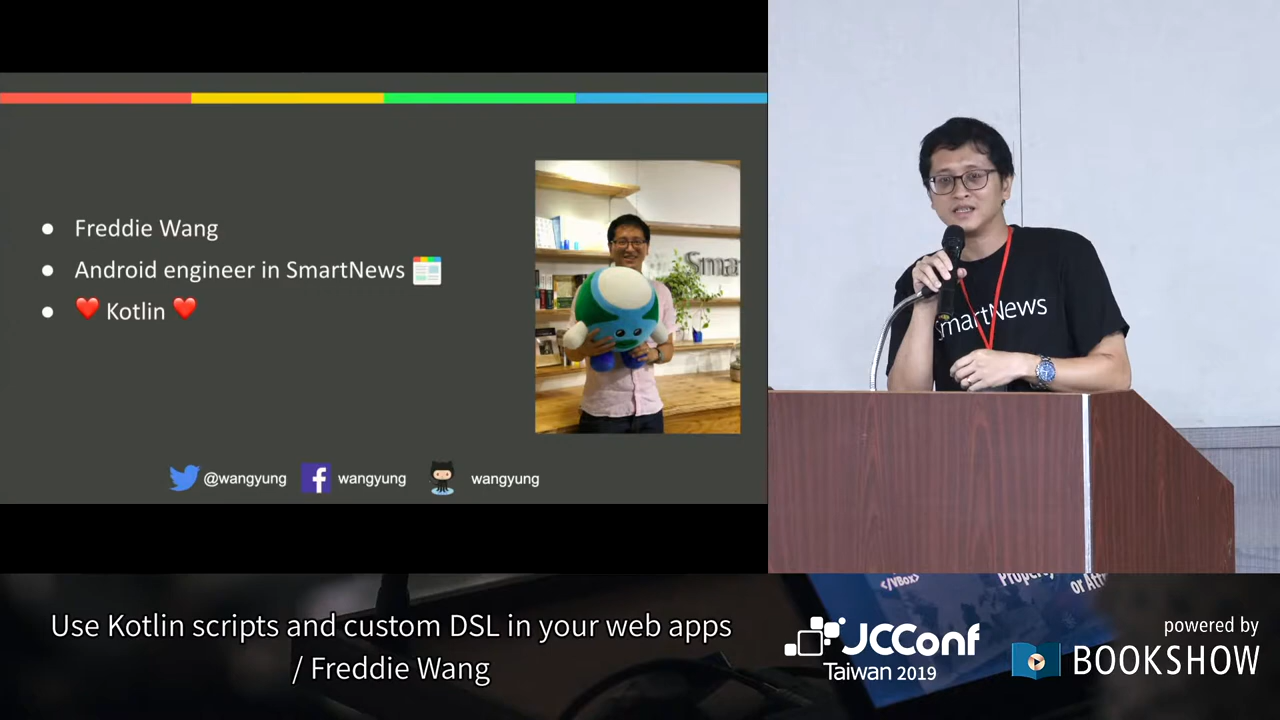 Freddie Wang
Android engineer in SmartNews
❤ Kotlin ❤
@wangyung
wangyung
wangyung
SmartNews
</VBox>
Use Kotlin scripts and custom DSL in your web apps
/ Freddie Wang
JCConf
Taiwan 2019
powered by
BOOKSHOW